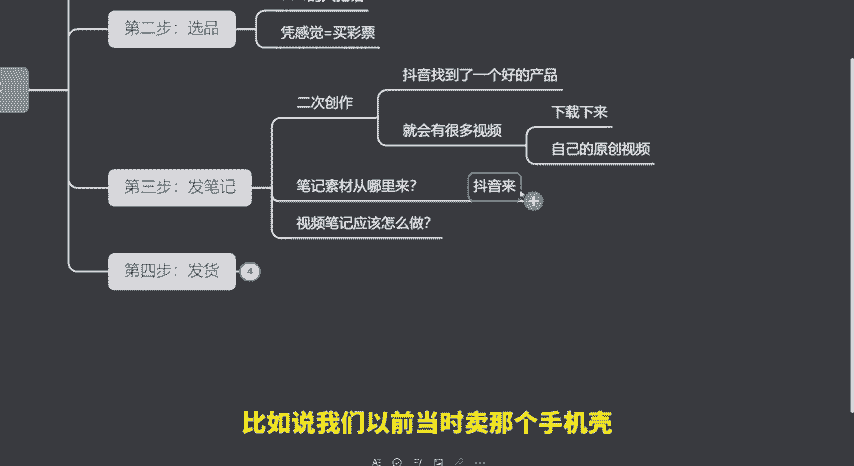 第二步：选品
凭感觉=买彩票
抖音找到了一个好的产品
二次创作
下载下来
就会有很多视频
自己的原创视频
第三步：发笔记
笔记素材从哪里来？
抖音来
视频笔记应该怎么做？
第四步：发货
4
比如说我们以前当时卖那个手机壳